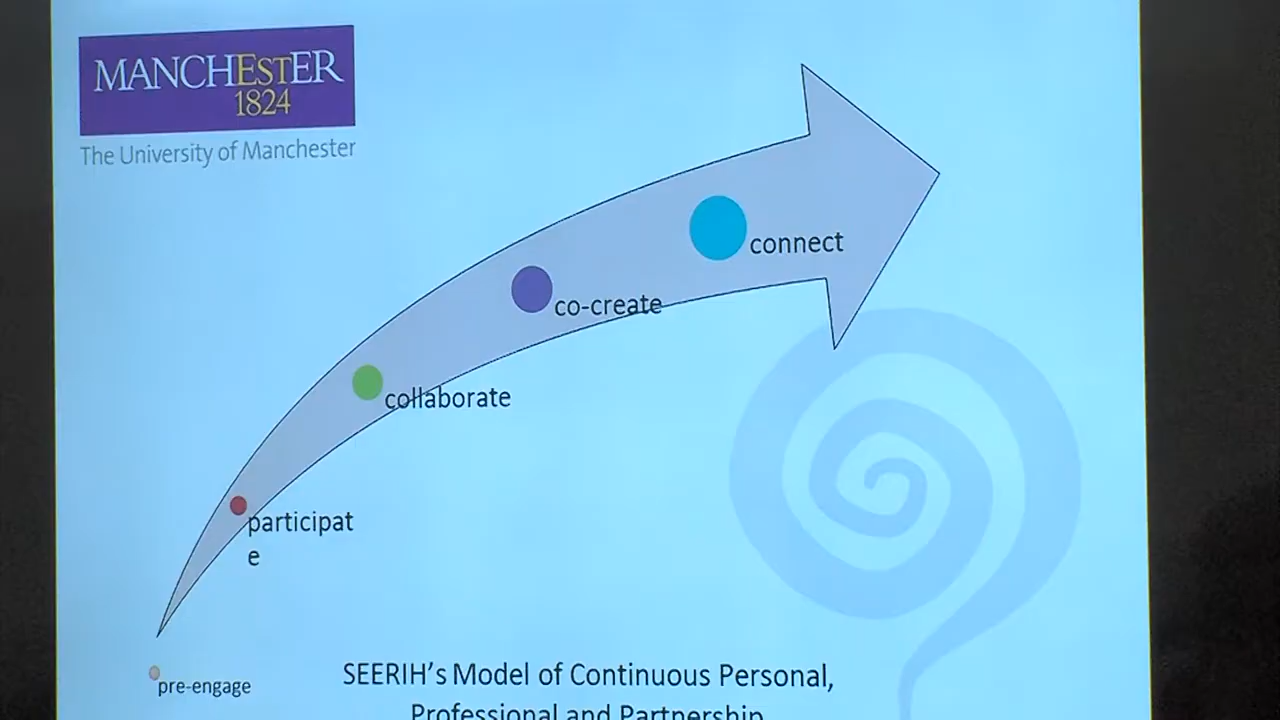 MANCHESTER
1824
The University of Manchester
connect
co-create
collaborate
participat
e
pre-engage
SEERIH's Model of Continuous Personal,
Professional and Partnership